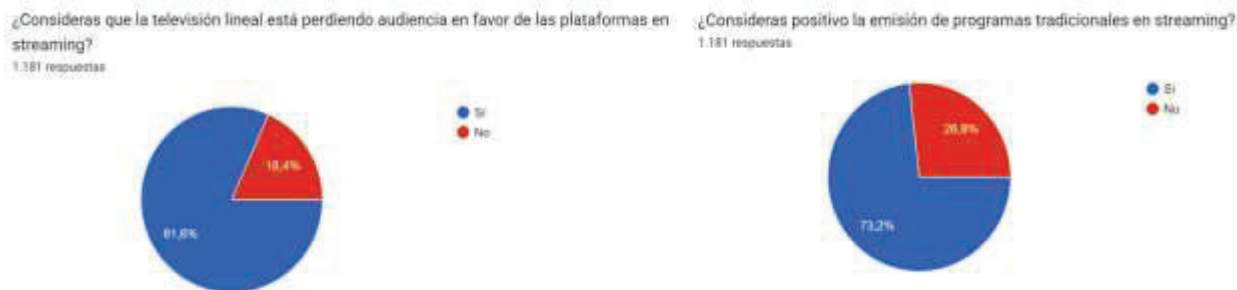 ¿Consideras que la televisión lineal está perdiendo audiencia en favor de las plataformas en
streaming?
1.181 respuestas
Sí
No
18,4%
81,6%
¿Consideras positivo la emisión de programas tradicionales en streaming?
1.181 respuestas
Sí
No
26,8%
73,2%